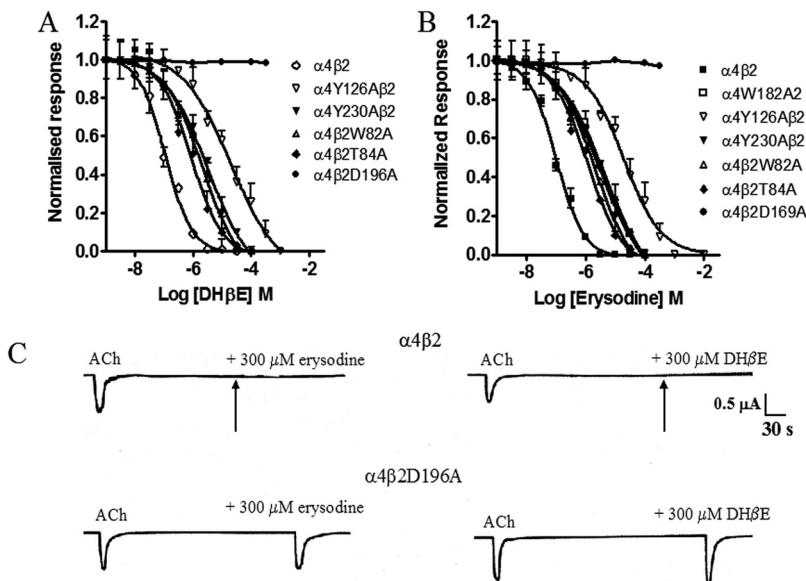 A
Normalised response
1.2
1.0
0.8
0.6
0.4
0.2
0.0
-8
-6
-4
-2
Log [DHβE] M
α4β2
α4Y126Aβ2
α4Y230Aβ2
α4β2W82A
α4β2T84A
α4β2D196A
B
Normalized Response
1.2
1.0
0.8
0.6
0.4
0.2
0.0
-8
-6
-4
-2
Log [Erysodine] M
α4β2
α4W182A2
α4Y126Aβ2
α4Y230Aβ2
α4β2W82A
α4β2T84A
α4β2D169A
C
α4β2
ACh
+ 300 μM erysodine
ACh
+ 300 μM DHβE
0.5 μA
30 s
α4β2D196A
ACh
+ 300 μM erysodine
ACh
+ 300 μM DHβE